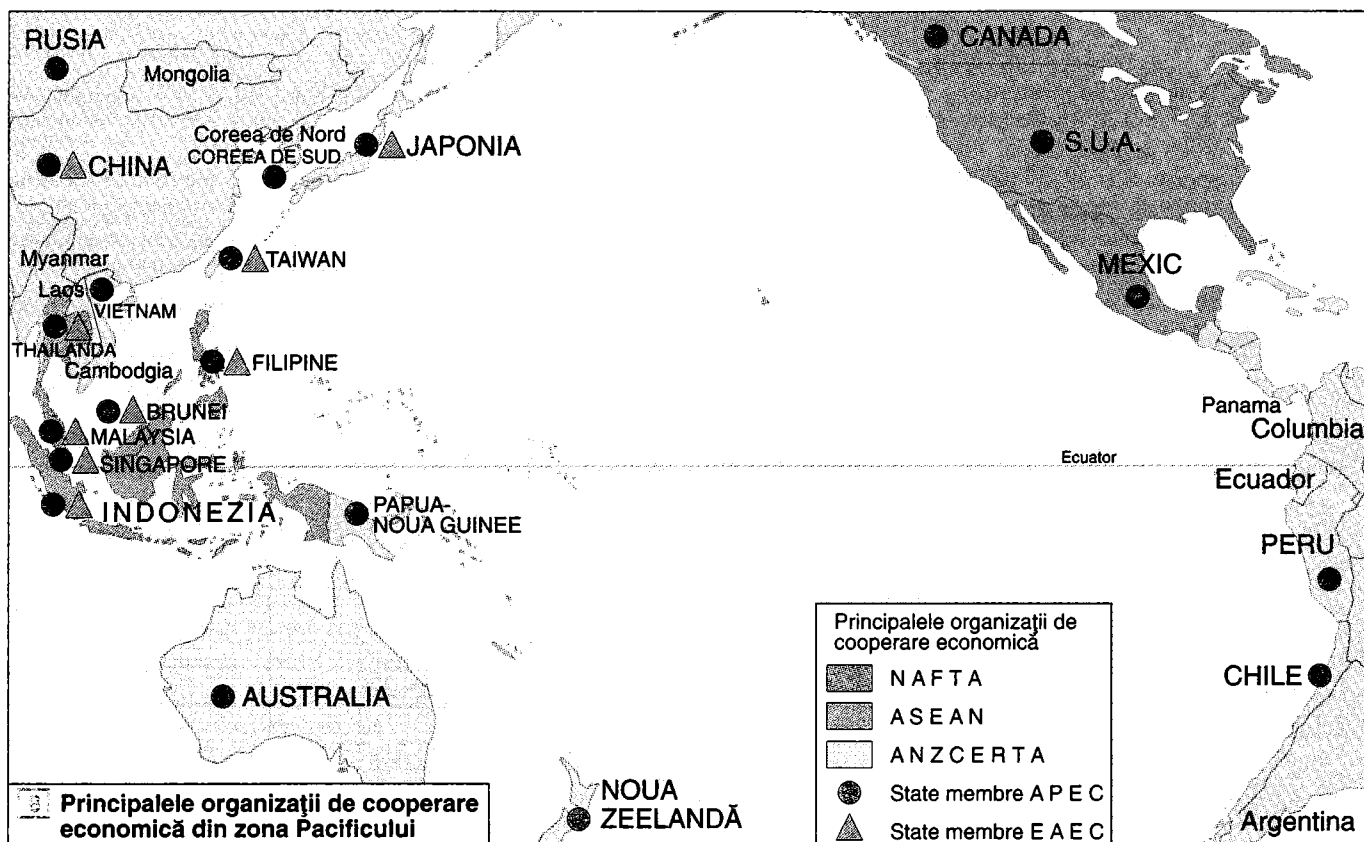 RUSIA
Mongolia
CANADA
Coreea de Nord
COREEA DE SUD
JAPONIA
S.U.A.
CHINA
TAIWAN
Myanmar
Laos
VIETNAM
MEXIC
THAILANDA
Cambodgia
FILIPINE
BRUNEI
MALAYSIA
SINGAPORE
Panama
Columbia
Ecuator
Ecuador
INDONEZIA
PAPUA-
NOUA GUINEE
PERU
AUSTRALIA
CHILE
NOUA
ZEELANDĂ
Argentina
Principalele organizaţii de
cooperare economică
NAFTA
ASEAN
ANZCERTA
State membre APEC
State membre EAEC
Principalele organizaţii de cooperare
economică din zona Pacificului